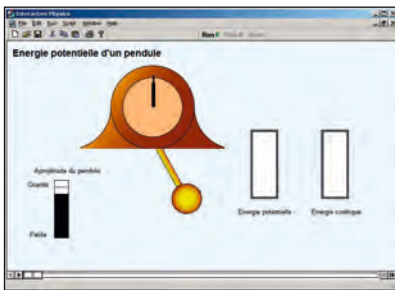 Interactive Physics
File Edit Run Script Window Help
Run
Energie potentielle d'un pendule
du pendule
Grande
Petite
Energie potentielle
Energie cinétique